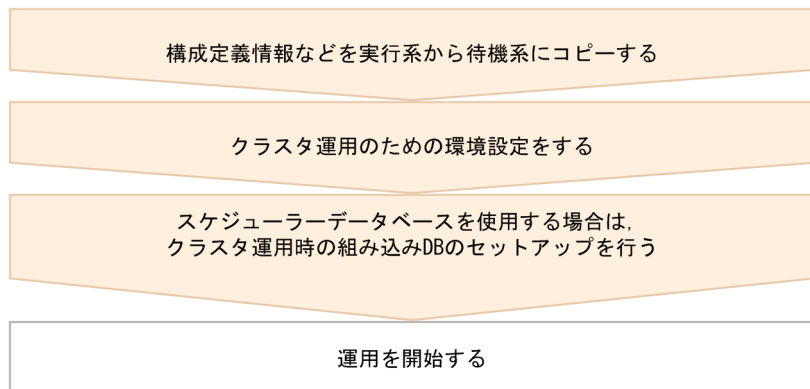 構成定義情報などを実行系から待機系にコピーする
クラスタ運用のための環境設定をする
スケジューラーデータベースを使用する場合は,
クラスタ運用時の組み込みDBのセットアップを行う
運用を開始する